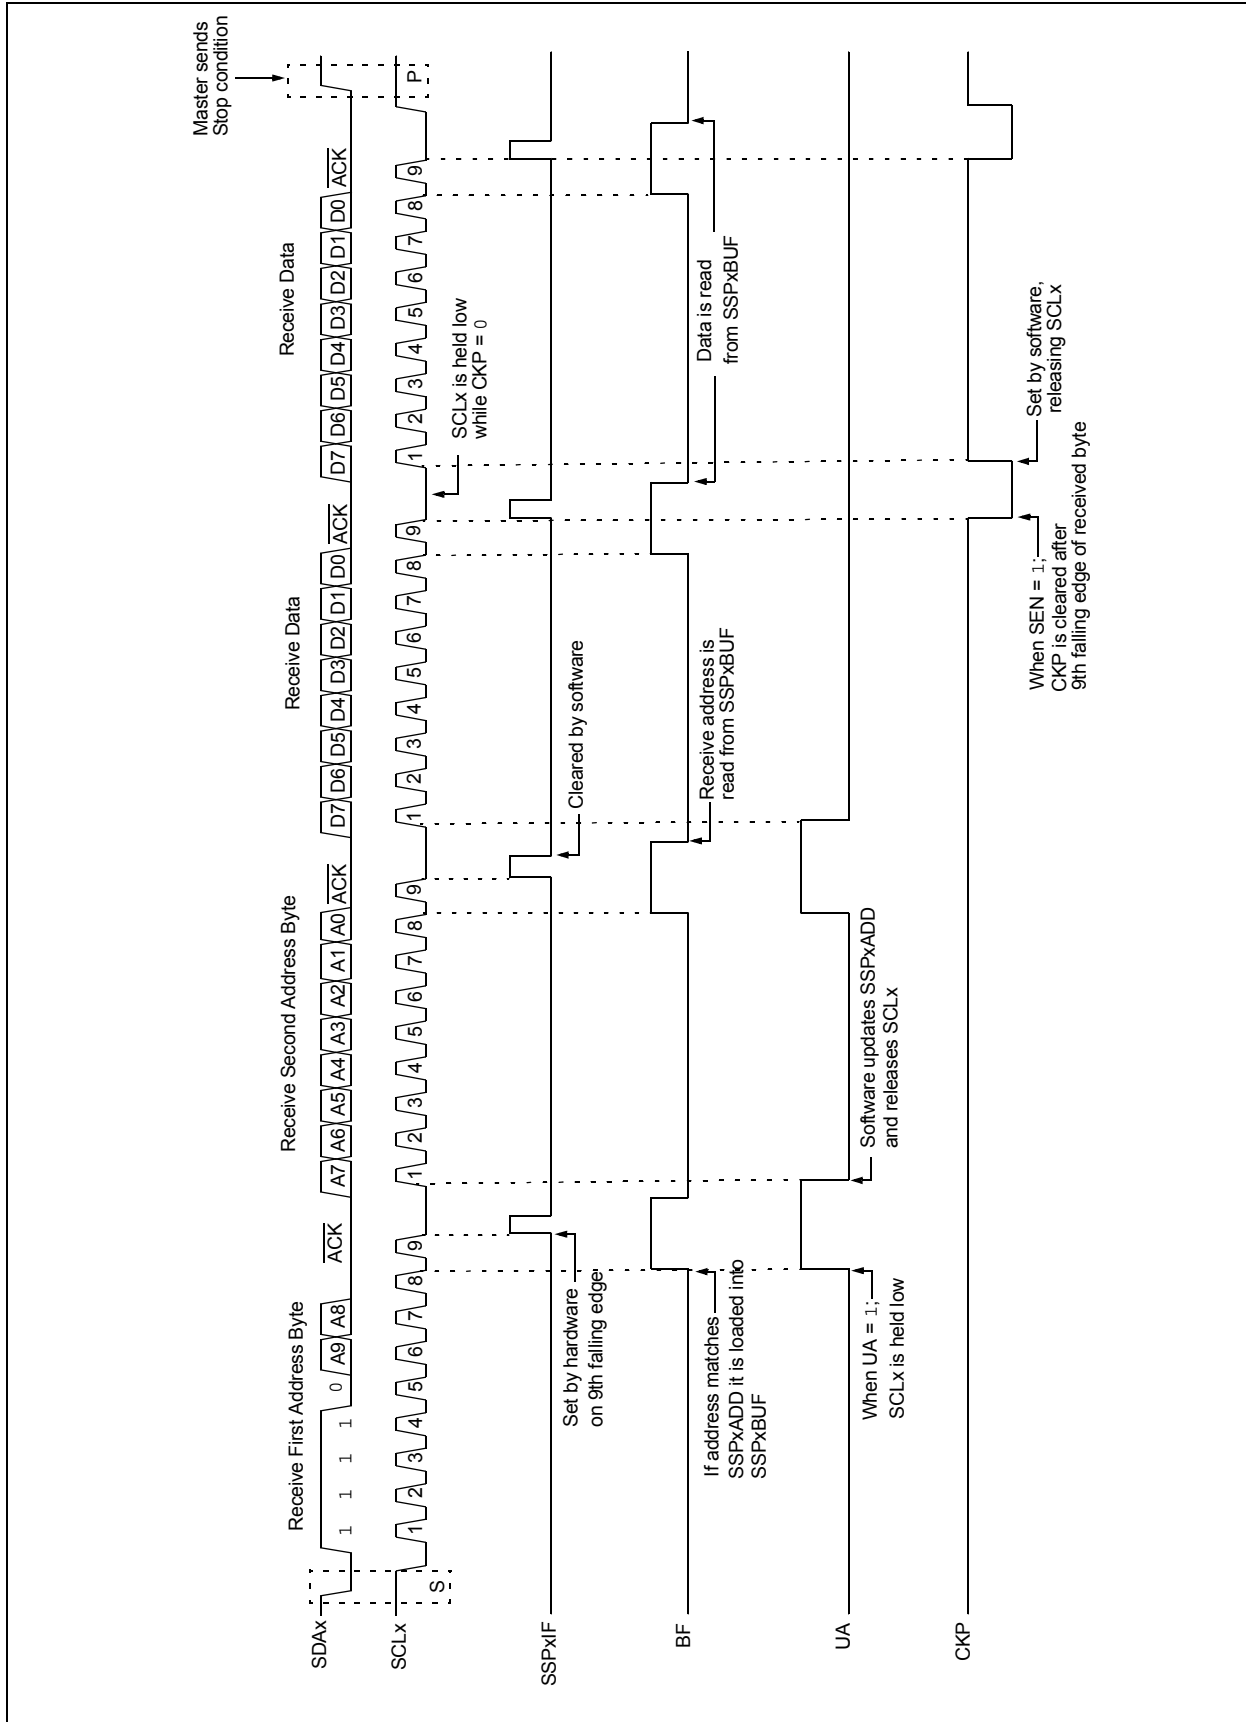 Master sends
Stop condition
Receive First Address Byte
Receive Second Address Byte
Receive Data
Receive Data
SDAx
1 1 1 1 0 A9 A8 ACK
A7 A6 A5 A4 A3 A2 A1 A0 ACK
D7 D6 D5 D4 D3 D2 D1 D0 ACK
D7 D6 D5 D4 D3 D2 D1 D0 ACK
SCLx
S
1 2 3 4 5 6 7 8 9
1 2 3 4 5 6 7 8 9
1 2 3 4 5 6 7 8 9
1 2 3 4 5 6 7 8 9
P
SCLx is held low
while CKP = 0
SSPxIF
Set by hardware
on 9th falling edge
Cleared by software
BF
If address matches
SSPxADD it is loaded into
SSPxBUF
Receive address is
read from SSPxBUF
Data is read
from SSPxBUF
UA
When UA = 1;
SCLx is held low
Software updates SSPxADD
and releases SCLx
CKP
When SEN = 1;
CKP is cleared after
9th falling edge of received byte
Set by software,
releasing SCLx